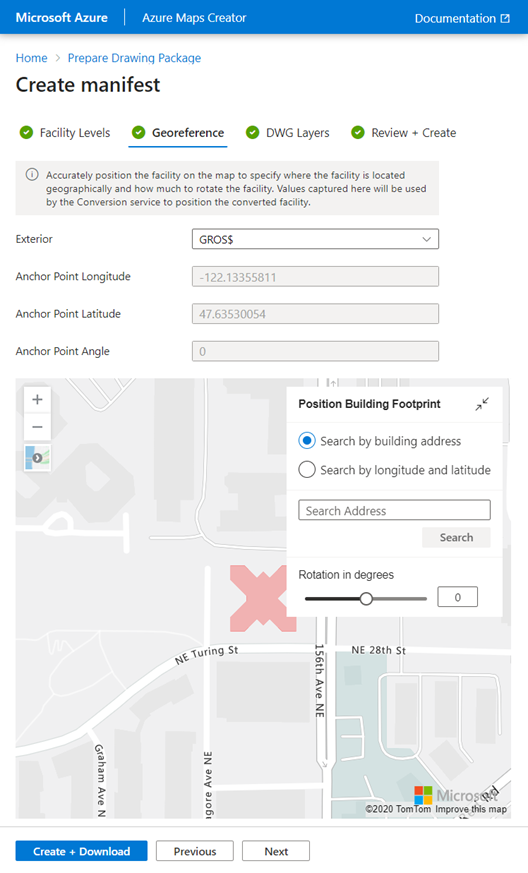 Microsoft Azure
Azure Maps Creator
Documentation
Home > Prepare Drawing Package
Create manifest
Facility Levels
Georeference
DWG Layers
Review + Create
Accurately position the facility on the map to specify where the facility is located
geographically and how much to rotate the facility. Values captured here will be used
by the Conversion service to position the converted facility.
Exterior
GROS$
Anchor Point Longitude
-122.13355811
Anchor Point Latitude
47.63530054
Anchor Point Angle
0
Position Building Footprint
Search by building address
Search by longitude and latitude
Search Address
Search
Rotation in degrees
0
NE Turing St
NE 28th St
156th Ave NE
Graham Ave N
agore Ave NE
Rd
Microsoft
©2020 TomTom Improve this map
Create + Download
Previous
Next